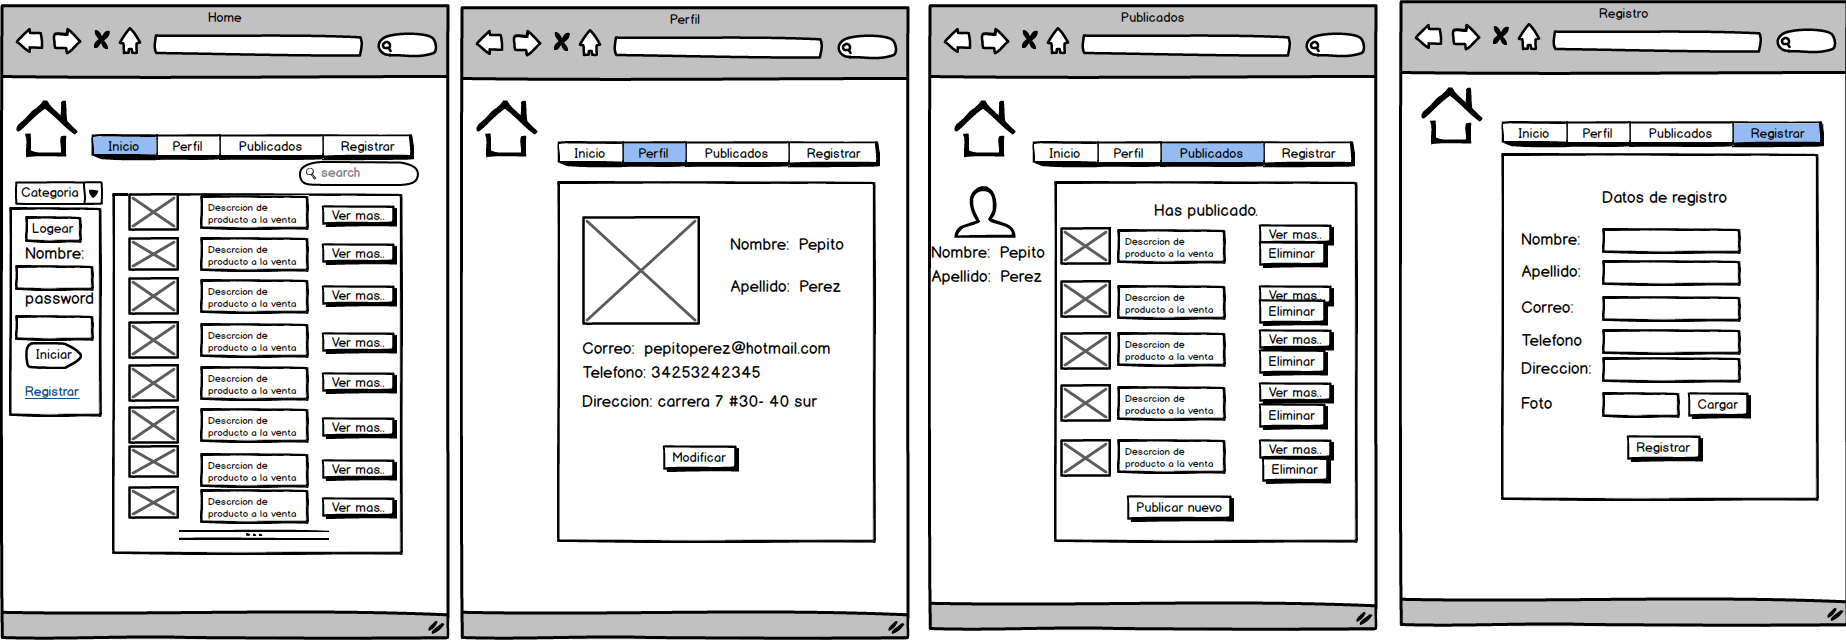 Home
Inicio Perfil Publicados Registrar
search
Categoria
Logear
Nombre:
password
Iniciar
Registrar
Descrcion de
producto a la venta
Ver mas..
Descrcion de
producto a la venta
Ver mas..
Descrcion de
producto a la venta
Ver mas..
Descrcion de
producto a la venta
Ver mas..
Descrcion de
producto a la venta
Ver mas..
Descrcion de
producto a la venta
Ver mas..
Descrcion de
producto a la venta
Ver mas..
Descrcion de
producto a la venta
Ver mas..
...
Perfil
Inicio Perfil Publicados Registrar
Nombre: Pepito
Apellido: Perez
Correo: pepitoperez@hotmail.com
Telefono: 34253242345
Direccion: carrera 7 #30- 40 sur
Modificar
Publicados
Inicio Perfil Publicados Registrar
Nombre: Pepito
Apellido: Perez
Has publicado.
Descrcion de
producto a la venta
Ver mas..
Eliminar
Descrcion de
producto a la venta
Ver mas..
Eliminar
Descrcion de
producto a la venta
Ver mas..
Eliminar
Descrcion de
producto a la venta
Ver mas..
Eliminar
Descrcion de
producto a la venta
Ver mas..
Eliminar
Publicar nuevo
Registro
Inicio Perfil Publicados Registrar
Datos de registro
Nombre:
Apellido:
Correo:
Telefono
Direccion:
Foto
Cargar
Registrar